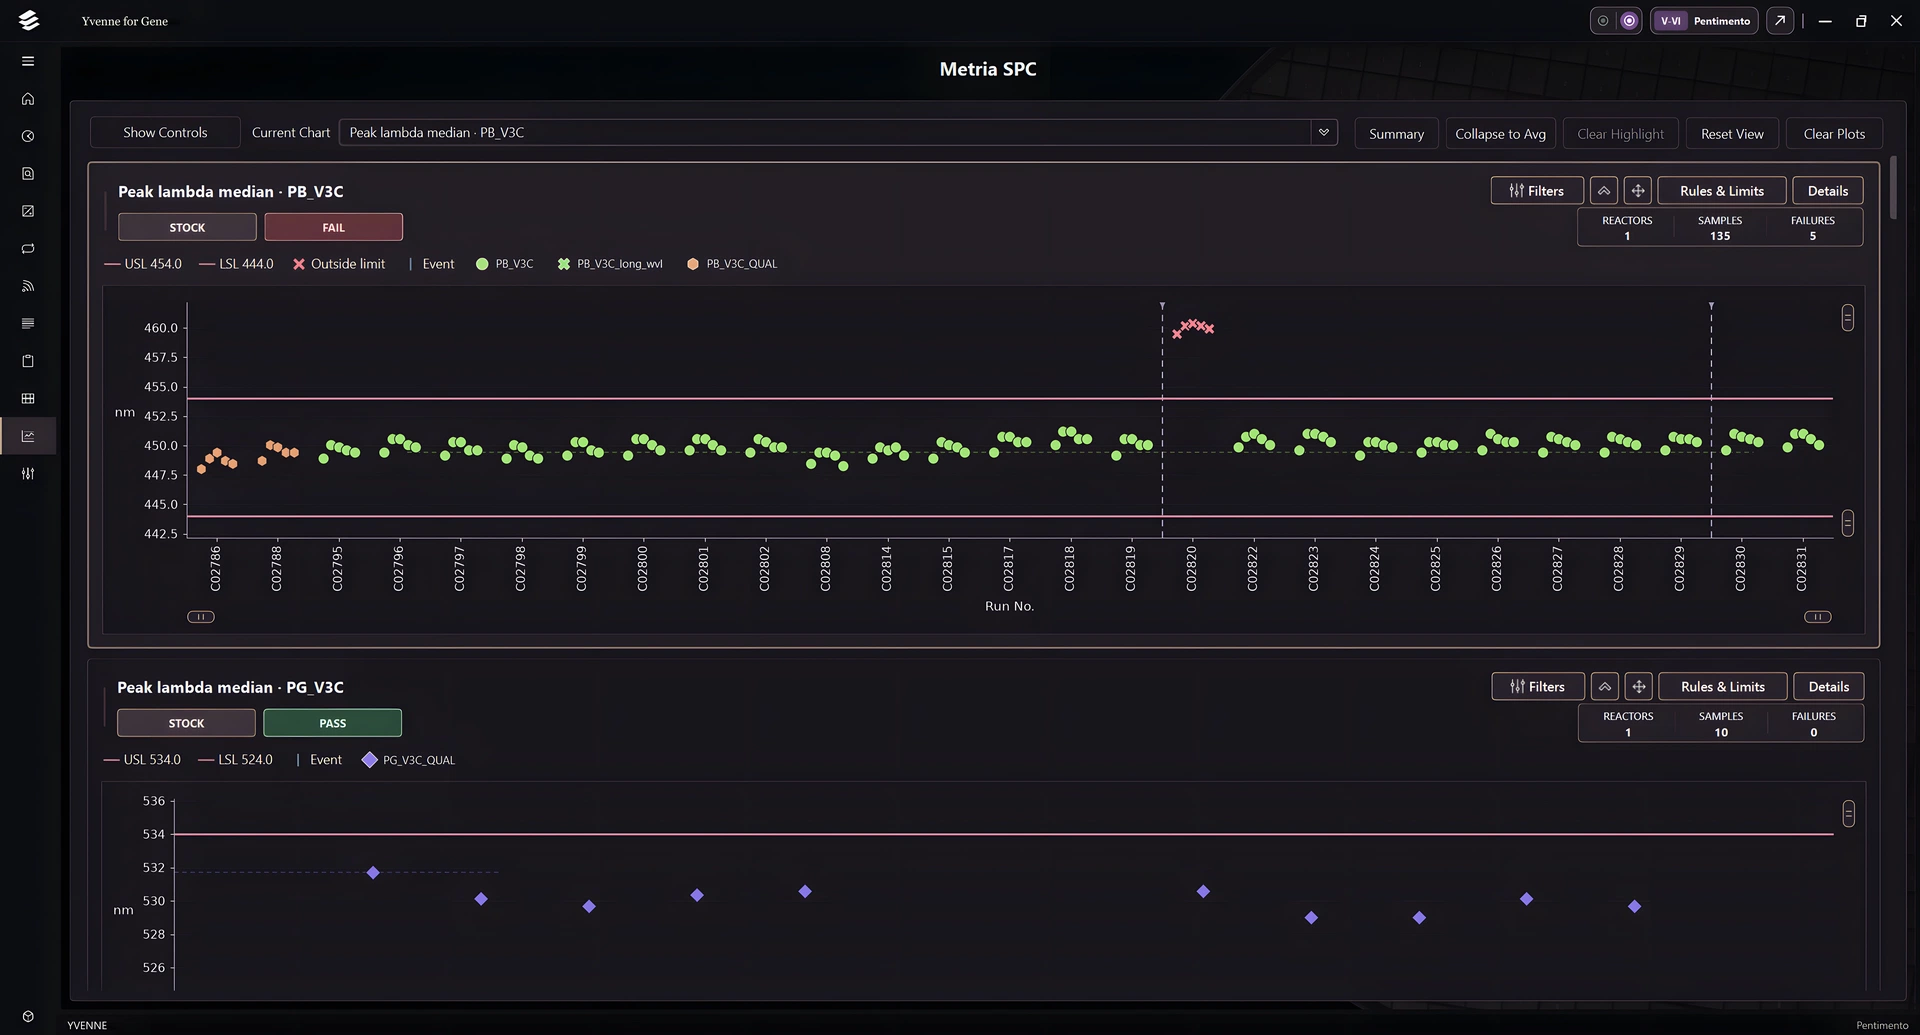 Yvenne for Gene
V-VI Pentimento
Metria SPC
Show Controls Current Chart Peak lambda median · PB_V3C Summary Collapse to Avg Clear Highlight Reset View Clear Plots
Peak lambda median · PB_V3C Filters Rules & Limits Details
STOCK FAIL
REACTORS SAMPLES FAILURES
1 135 5
USL 454.0 LSL 444.0 Outside limit Event PB_V3C PB_V3C_long_wvl PB_V3C_QUAL
460.0
457.5
455.0
nm
452.5
450.0
447.5
445.0
442.5
C02786 C02788 C02795 C02796 C02797 C02798 C02799 C02800 C02801 C02802 C02808 C02814 C02815 C02817 C02818 C02819 C02820 C02822 C02823 C02824 C02825 C02826 C02827 C02828 C02829 C02830 C02831
Run No.
Peak lambda median · PG_V3C Filters Rules & Limits Details
STOCK PASS
REACTORS SAMPLES FAILURES
1 10 0
USL 534.0 LSL 524.0 Event PG_V3C_QUAL
536
534
532
530
nm
528
526
YVENNE Pentimento